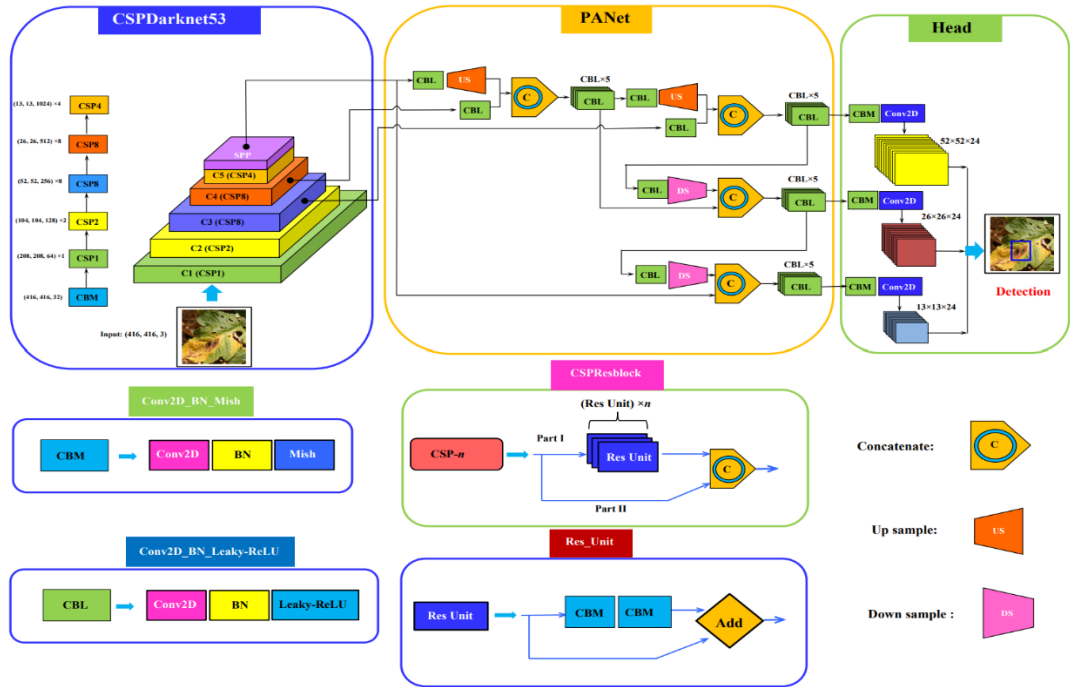 CSPDarknet53
PANet
Head
(13, 13, 1024) ×4
CSP4
(26, 26, 512) ×8
CSP8
(52, 52, 256) ×8
CSP8
(104, 104, 128) ×2
CSP2
(208, 208, 64) ×1
CSP1
(416, 416, 32)
CBM
SPP
C5 (CSP4)
C4 (CSP8)
C3 (CSP8)
C2 (CSP2)
C1 (CSP1)
Input: (416, 416, 3)
CBL
US
CBL
C
CBL×5
CBL
CBL
US
CBL
C
CBL×5
CBL
CBL
DS
C
CBL×5
CBL
CBL
DS
C
CBL×5
CBL
CBM
Conv2D
52×52×24
CBM
Conv2D
26×26×24
CBM
Conv2D
13×13×24
Detection
Conv2D_BN_Mish
CBM
Conv2D
BN
Mish
CSPResblock
CSP-n
Part I
(Res Unit) ×n
Res Unit
C
Part II
Concatenate:
C
Up sample:
US
Down sample :
DS
Conv2D_BN_Leaky-ReLU
CBL
Conv2D
BN
Leaky-ReLU
Res_Unit
Res Unit
CBM
CBM
Add